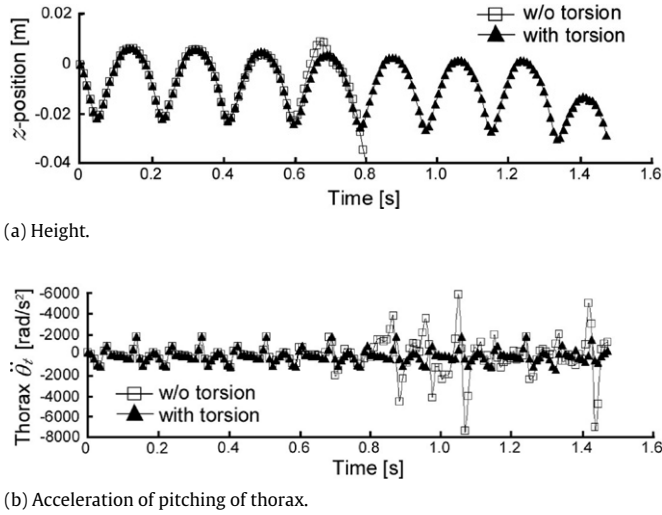 0.02
0
-0.02
-0.04
z-position [m]
w/o torsion
with torsion
0 0.2 0.4 0.6 0.8 1.0 1.2 1.4 1.6
Time [s]
(a) Height.
-6000
-4000
-2000
0
-2000
-4000
-6000
-8000
Thorax θ̈t [rad/s²]
w/o torsion
with torsion
0 0.2 0.4 0.6 0.8 1.0 1.2 1.4 1.6
Time [s]
(b) Acceleration of pitching of thorax.